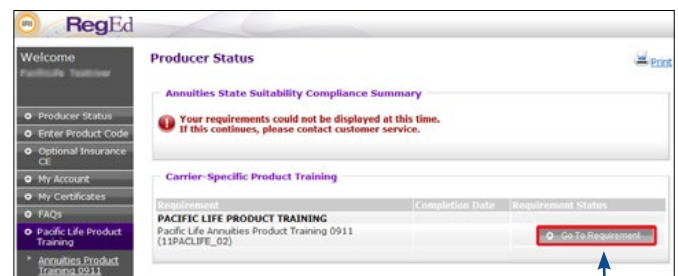 RegEd
Welcome
Producer Status
Enter Product Code
Optional Insurance
CE
My Account
My Certificates
FAQs
Pacific Life Product
Training
Annuities Product
Training 0911
Producer Status
Print
Annuities State Suitability Compliance Summary
Your requirements could not be displayed at this time.
If this continues, please contact customer service.
Carrier-Specific Product Training
Requirement Completion Date Requirement Status
PACIFIC LIFE PRODUCT TRAINING
Pacific Life Annuities Product Training 0911
(11PACLIFE_02)
Go To Requirement